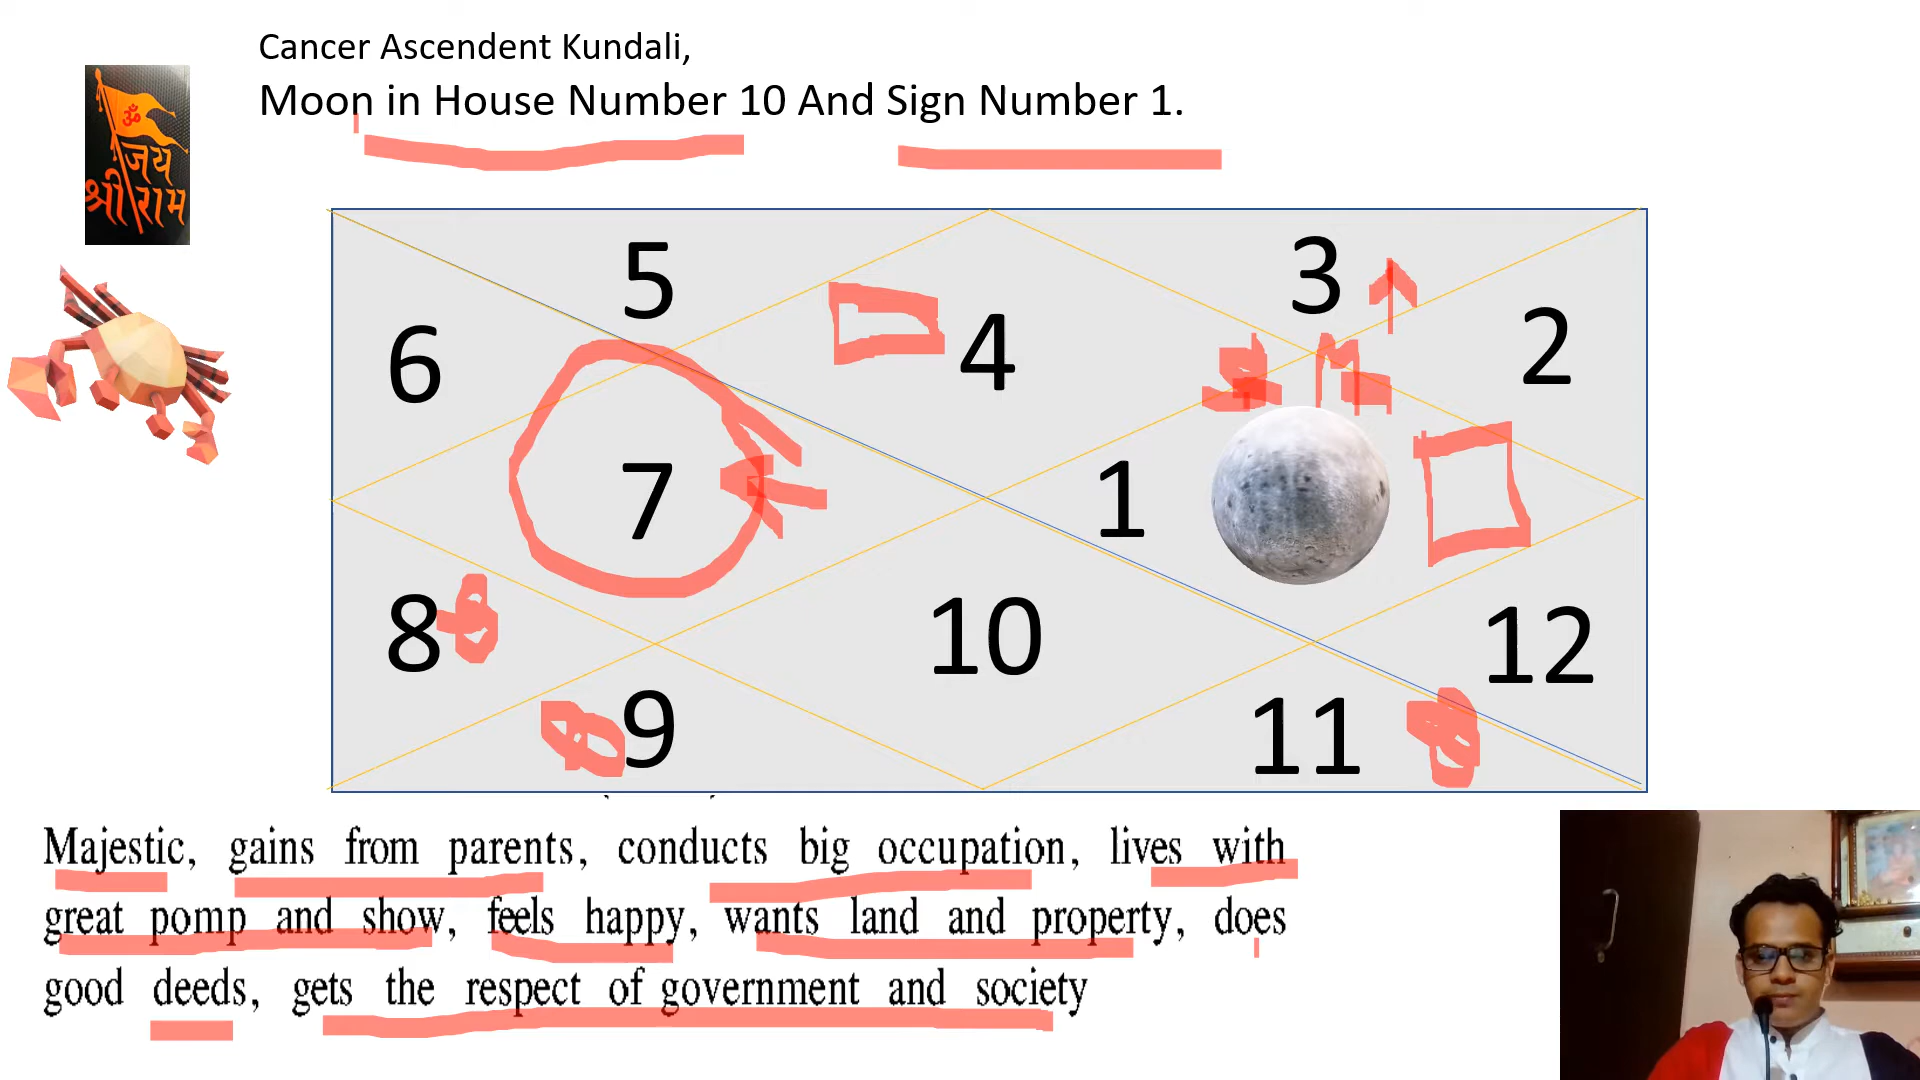 Cancer Ascendent Kundali,
Moon in House Number 10 And Sign Number 1.
ॐ
जय
श्री राम
5
3
6
4
2
7
1
8
10
12
9
11
Majestic, gains from parents, conducts big occupation, lives with
great pomp and show, feels happy, wants land and property, does
good deeds, gets the respect of government and society